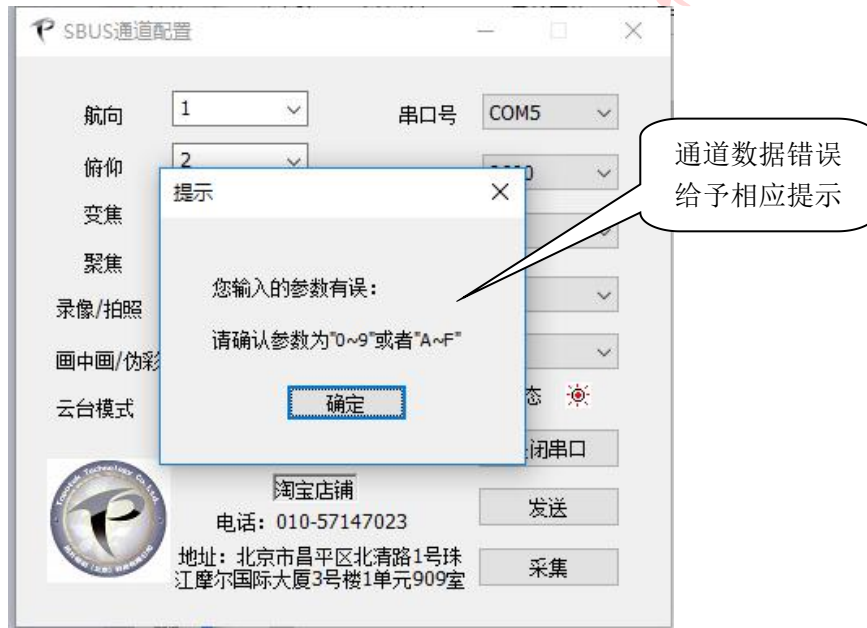 SBUS通道配置
航向
1
串口号
COM5
俯仰
2
变焦
聚焦
录像/拍照
画中画/伪彩
云台模式
提示
您输入的参数有误：
请确认参数为"0~9"或者"A~F"
确定
通道数据错误
给予相应提示
态
闭串口
淘宝店铺
电话：010-57147023
地址：北京市昌平区北清路1号珠
江摩尔国际大厦3号楼1单元909室
发送
采集